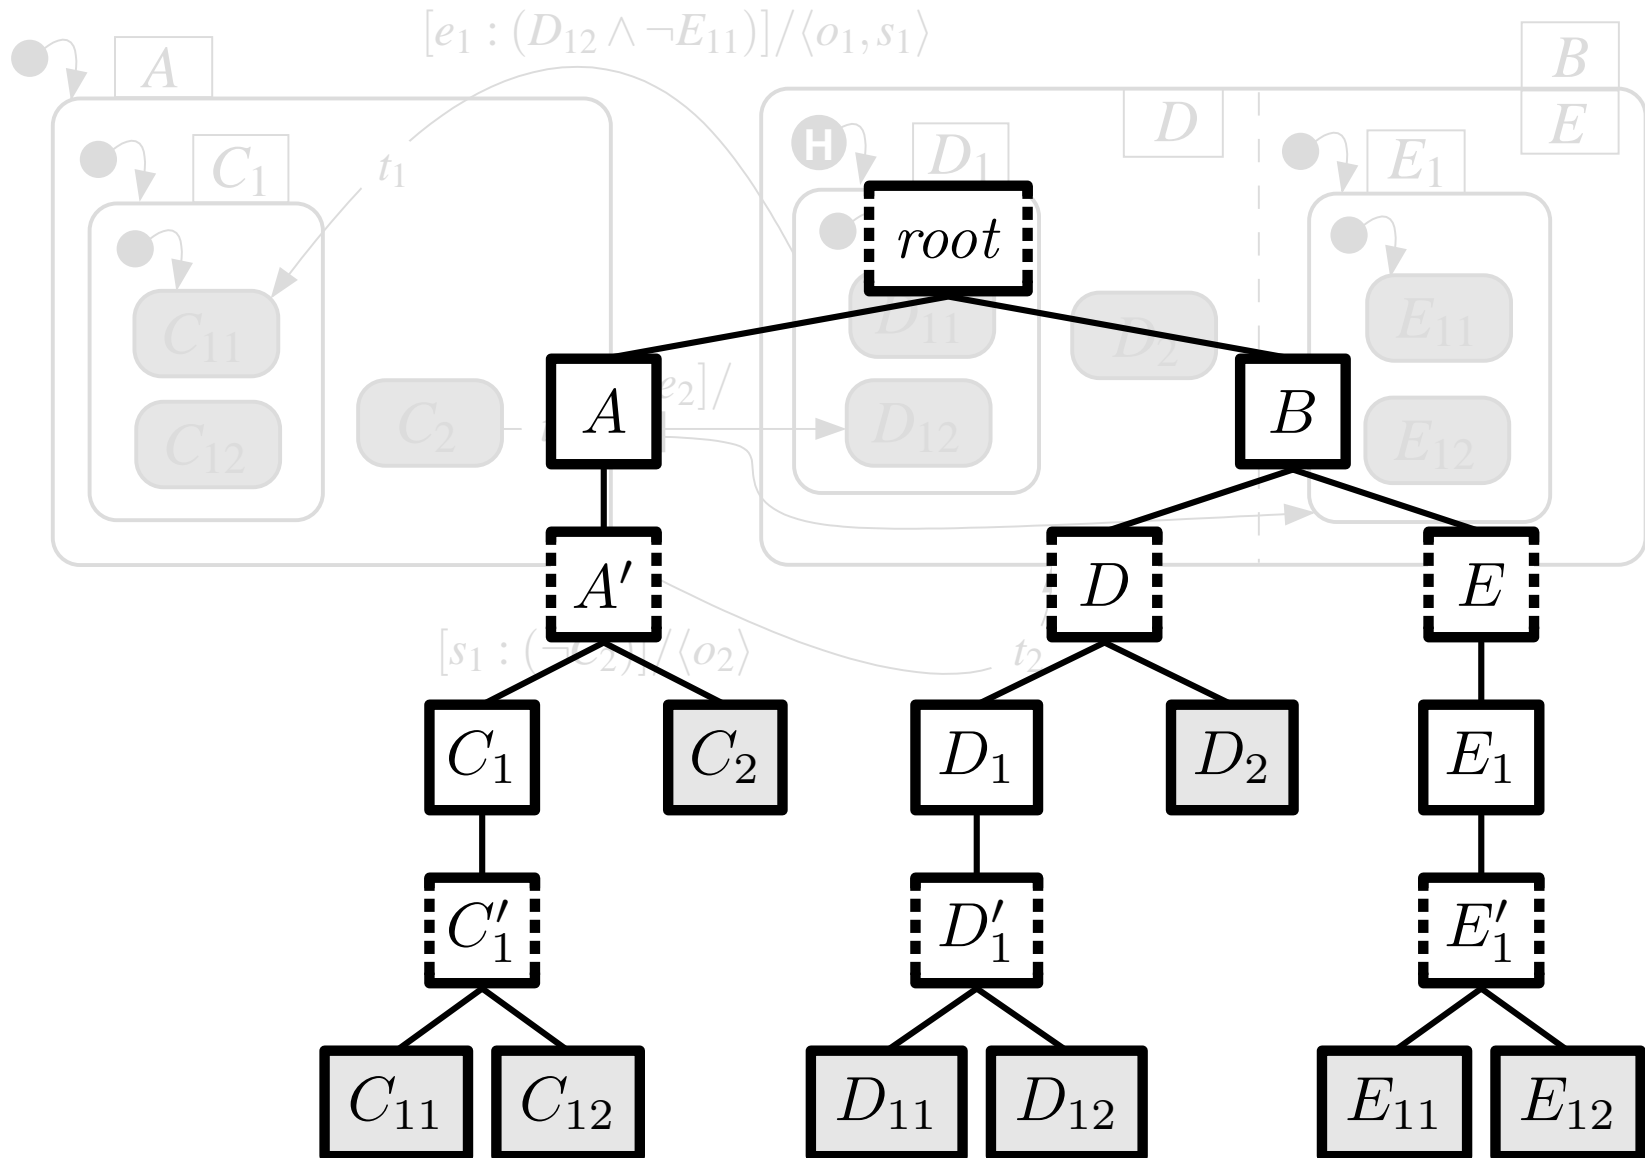 [e₁ : (D₁₂ ∧ ¬E₁₁)]/⟨o₁, s₁⟩
A
B
D
E
C₁
t₁
D₁
E₁
H
root
C₁₁
D₁₁
D₂
E₁₁
e₂]/
A
B
C₁₂
C₂
D₁₂
E₁₂
A′
D
E
[s₁ : (¬C₂)]/⟨o₂⟩
t₂
C₁
C₂
D₁
D₂
E₁
C′₁
D′₁
E′₁
C₁₁
C₁₂
D₁₁
D₁₂
E₁₁
E₁₂